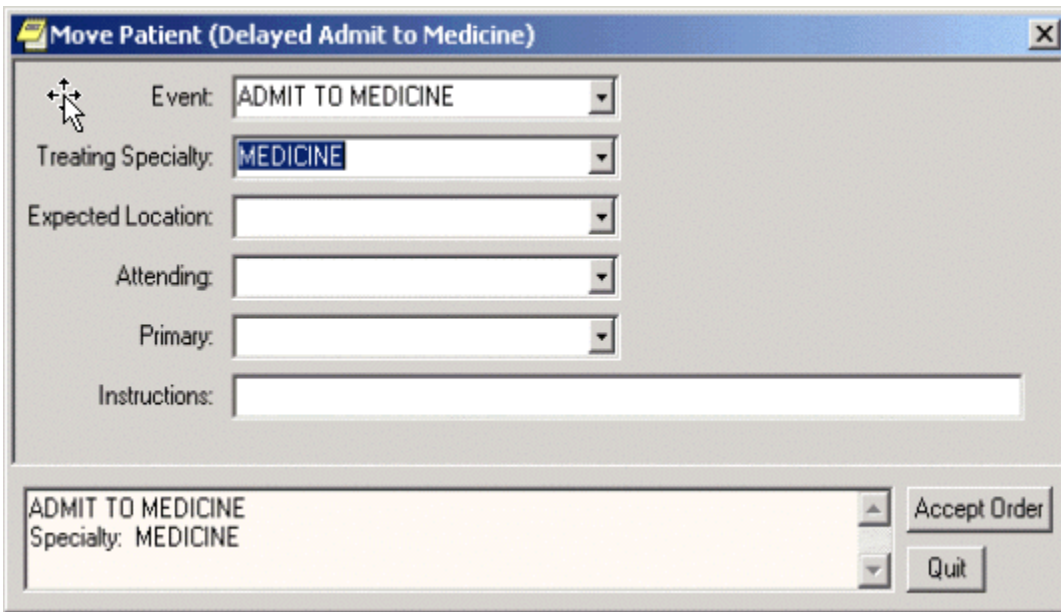 Move Patient (Delayed Admit to Medicine)
Event: ADMIT TO MEDICINE
Treating Specialty: MEDICINE
Expected Location:
Attending:
Primary:
Instructions:
ADMIT TO MEDICINE
Specialty: MEDICINE
Accept Order
Quit